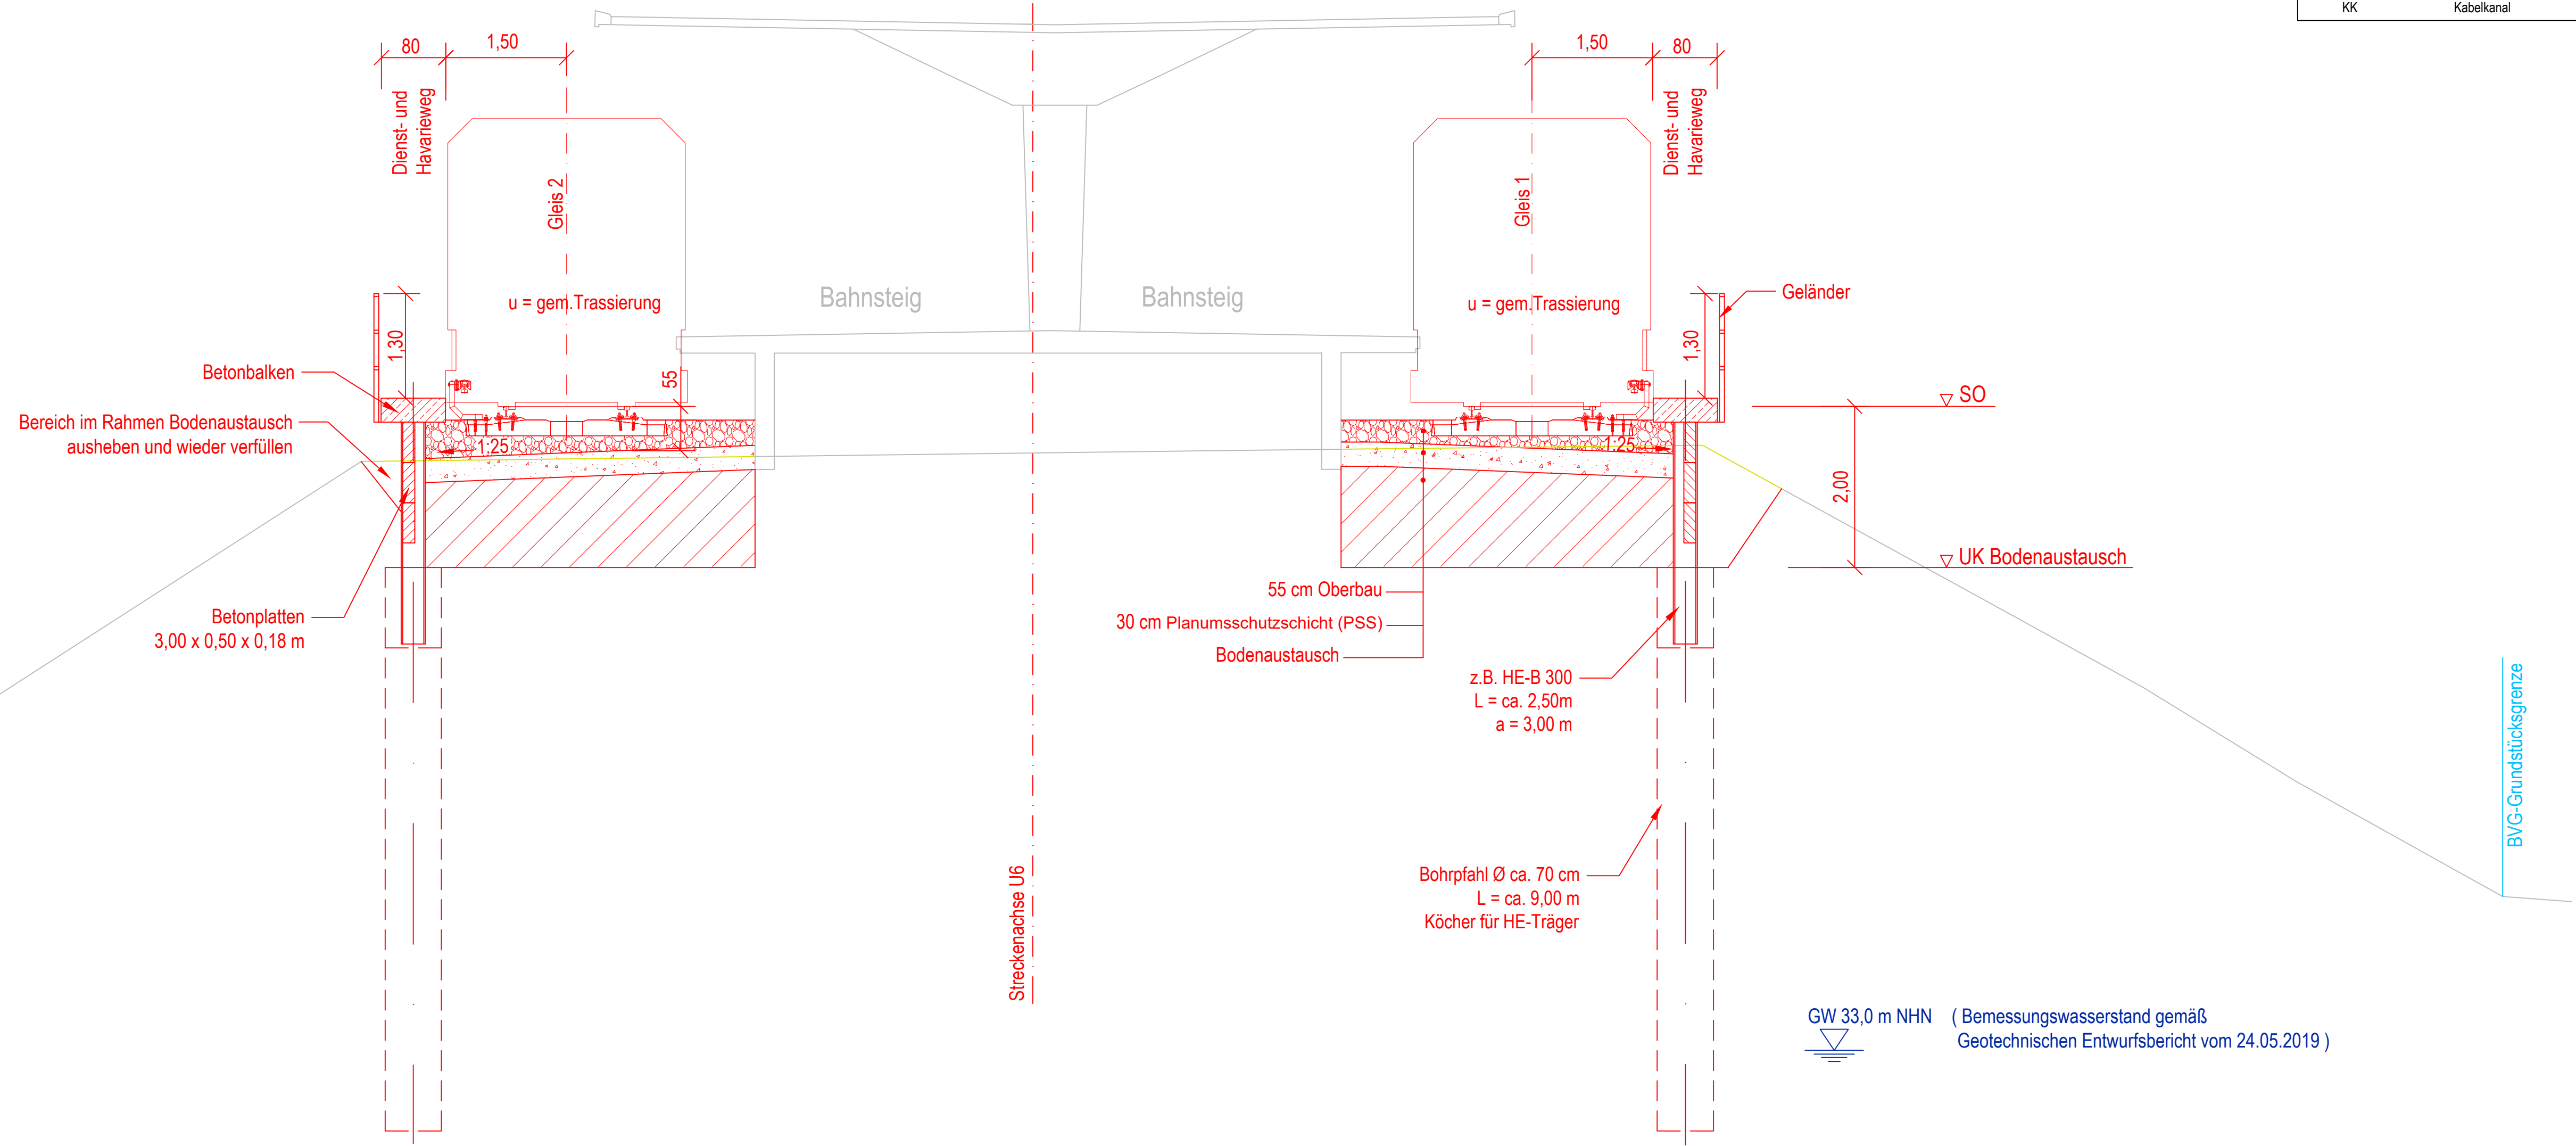 KK Kabelkanal
80 1,50
1,50 80
Dienst- und
Havarieweg
Dienst- und
Havarieweg
Gleis 2
Gleis 1
u = gem.Trassierung
Bahnsteig
Bahnsteig
u = gem.Trassierung
Geländer
1,30
1,30
Betonbalken
55
SO
Bereich im Rahmen Bodenaustausch
ausheben und wieder verfüllen
1:25
1:25
2,00
UK Bodenaustausch
Betonplatten
3,00 x 0,50 x 0,18 m
55 cm Oberbau
30 cm Planumsschutzschicht (PSS)
Bodenaustausch
z.B. HE-B 300
L = ca. 2,50m
a = 3,00 m
BVG-Grundstücksgrenze
Streckenachse U6
Bohrpfahl Ø ca. 70 cm
L = ca. 9,00 m
Köcher für HE-Träger
GW 33,0 m NHN ( Bemessungswasserstand gemäß
Geotechnischen Entwurfsbericht vom 24.05.2019 )